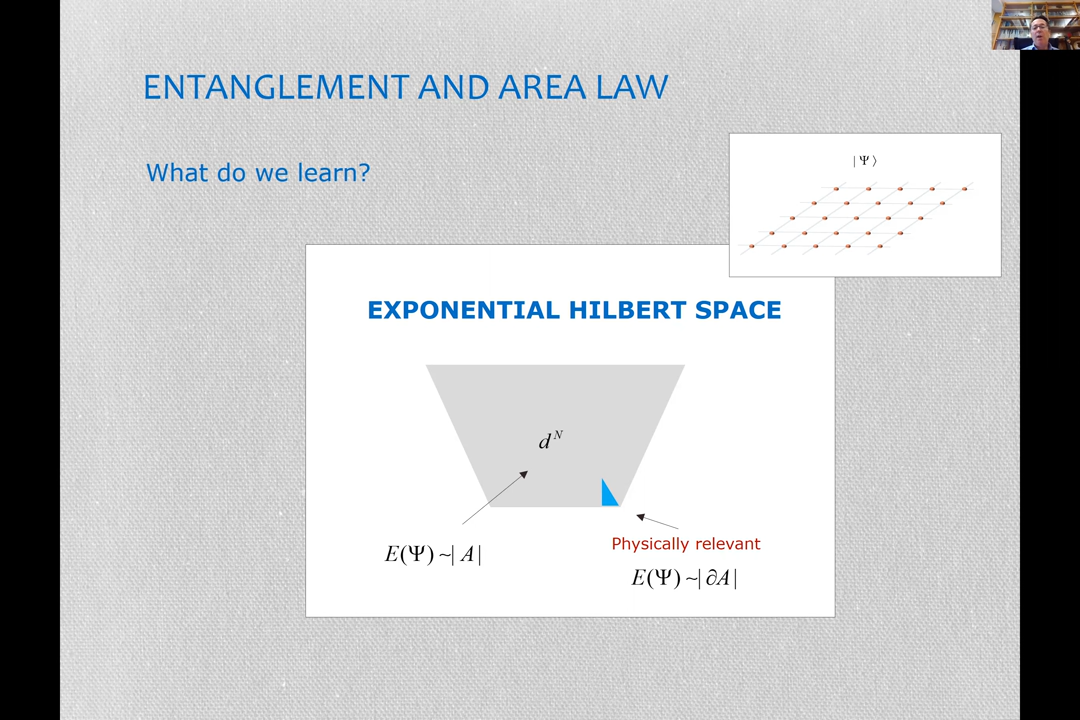 ENTANGLEMENT AND AREA LAW
What do we learn?
| Ψ ⟩
EXPONENTIAL HILBERT SPACE
d^N
E(Ψ) ~| A |
Physically relevant
E(Ψ) ~| ∂A |